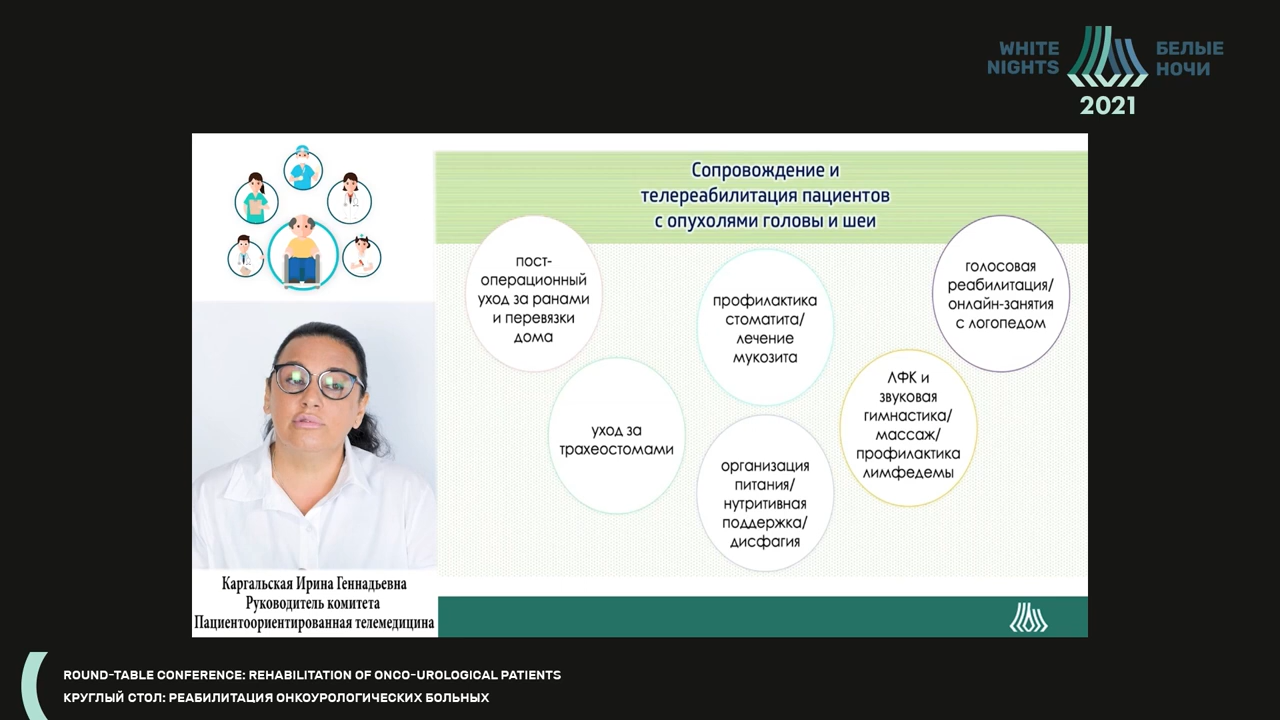 WHITE
NIGHTS
БЕЛЫЕ
НОЧИ
2021
Сопровождение и
телереабилитация пациентов
с опухолями головы и шеи
пост-
операционный
уход за ранами
и перевязки
дома
уход за
трахеостомами
профилактика
стоматита/
лечение
мукозита
организация
питания/
нутритивная
поддержка/
дисфагия
ЛФК и
звуковая
гимнастика/
массаж/
профилактика
лимфедемы
голосовая
реабилитация/
онлайн-занятия
с логопедом
Каргальская Ирина Геннадьевна
Руководитель комитета
Пациентоориентированная телемедицина
ROUND-TABLE CONFERENCE: REHABILITATION OF ONCO-UROLOGICAL PATIENTS
КРУГЛЫЙ СТОЛ: РЕАБИЛИТАЦИЯ ОНКОУРОЛОГИЧЕСКИХ БОЛЬНЫХ